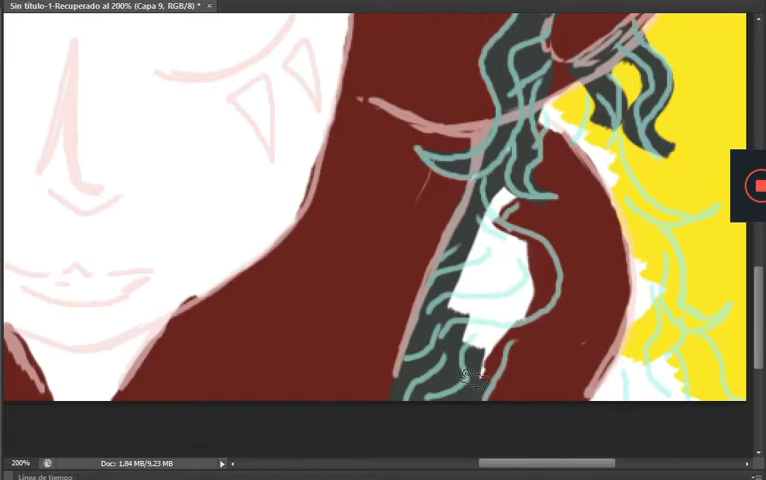 Sin título-1-Recuperado al 200% (Capa 9, RGB/8) * ×
200%
Doc: 1,84 MB/9,23 MB
Línea de tiempo